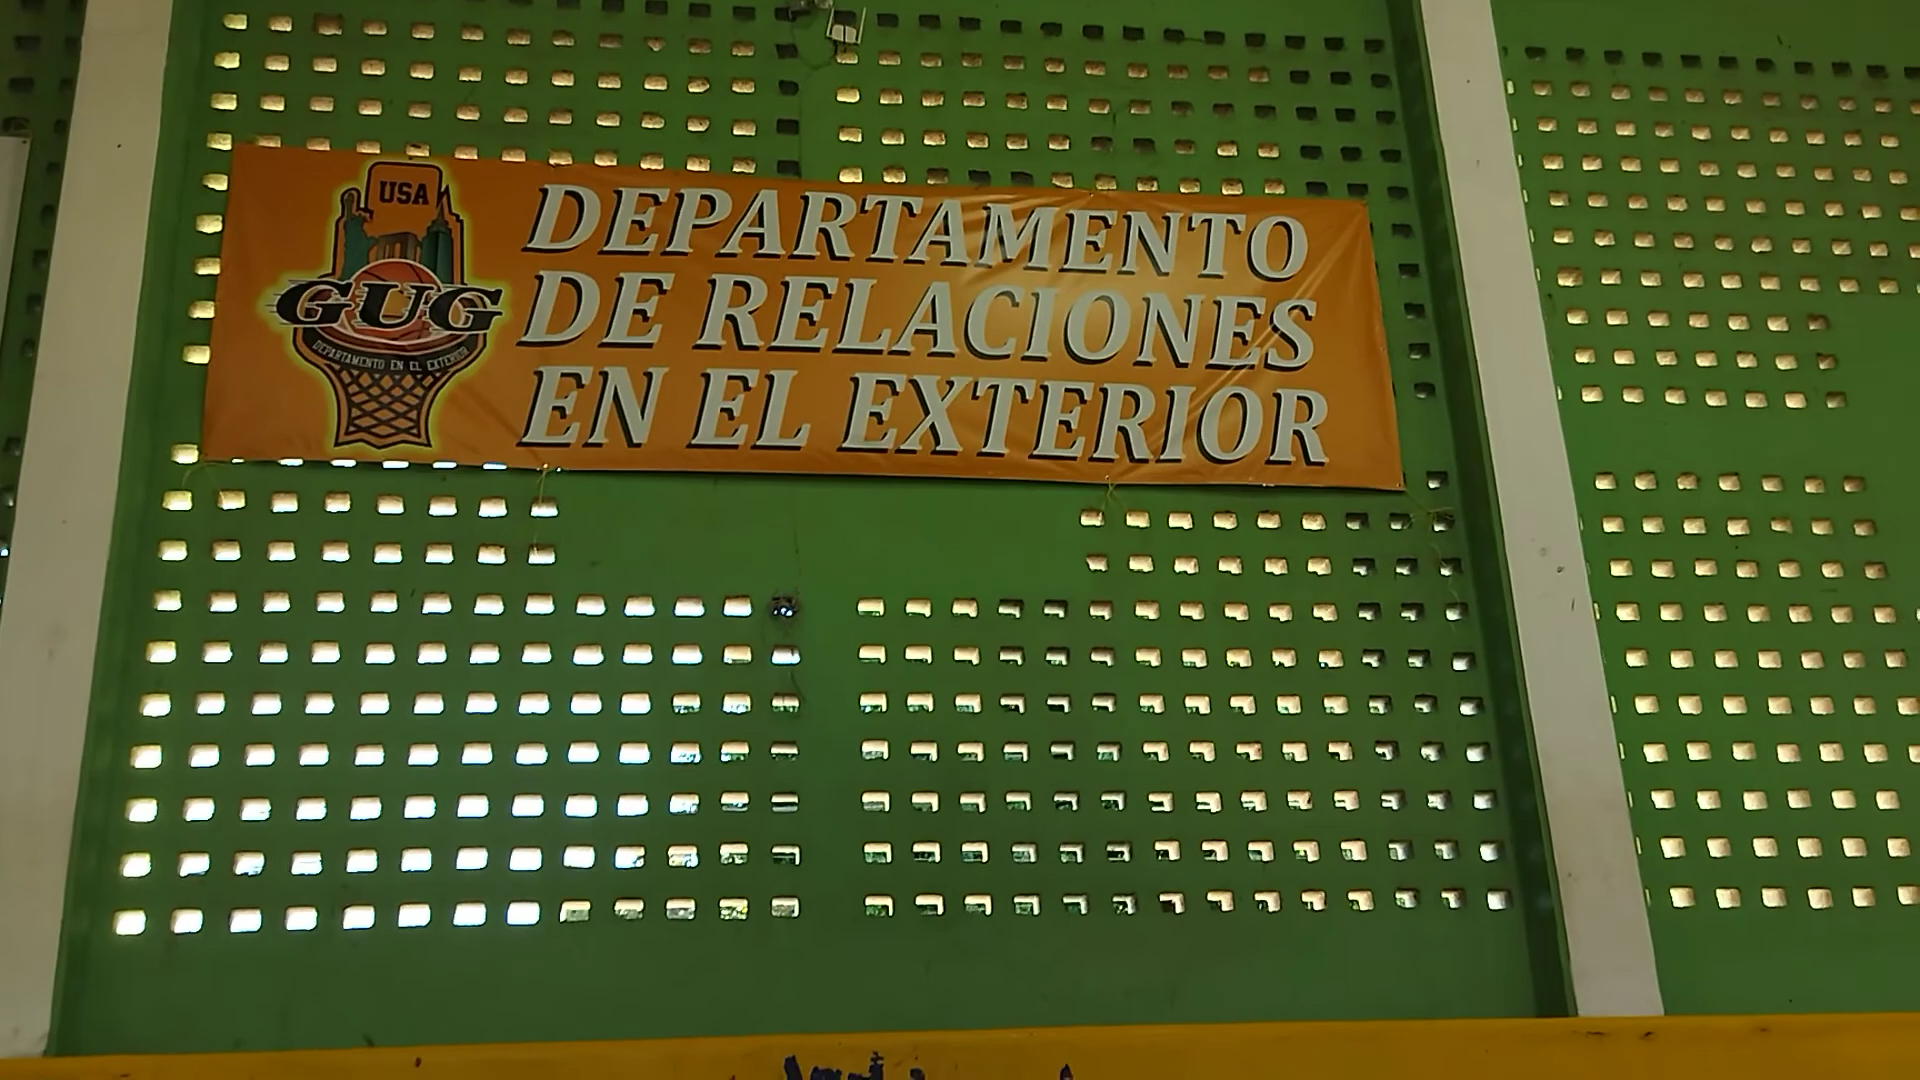 USA
GUG
DEPARTAMENTO EN EL EXTERIOR
DEPARTAMENTO
DE RELACIONES
EN EL EXTERIOR